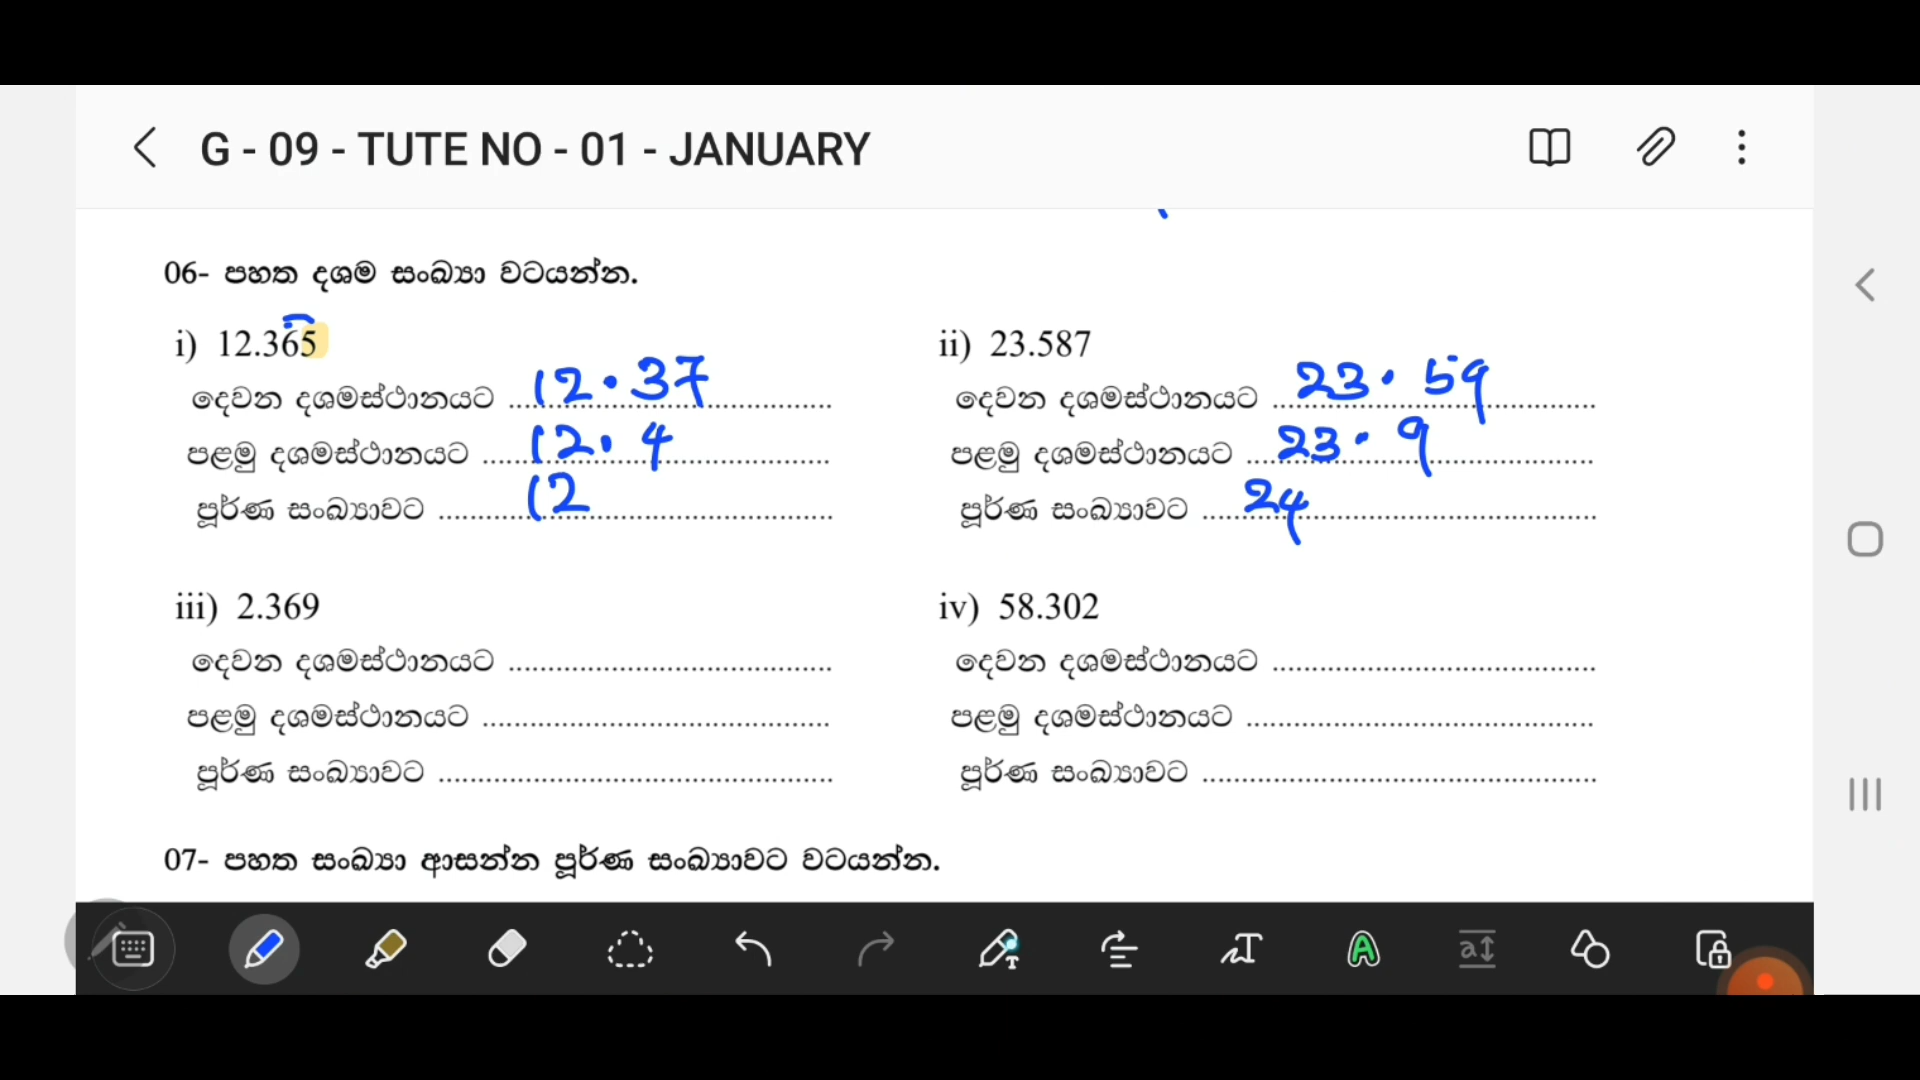 G - 09 - TUTE NO - 01 - JANUARY
06- පහත දශම සංඛ්‍යා වටයන්න.
i) 12.365
දෙවන දශමස්ථානයට .......... 12.37 ..........
පළමු දශමස්ථානයට .......... 12.4 ..........
පූර්ණ සංඛ්‍යාවට .......... 12 ..........
ii) 23.587
දෙවන දශමස්ථානයට .......... 23.59 ..........
පළමු දශමස්ථානයට .......... 23.9 ..........
පූර්ණ සංඛ්‍යාවට .......... 24 ..........
iii) 2.369
දෙවන දශමස්ථානයට ..........
පළමු දශමස්ථානයට ..........
පූර්ණ සංඛ්‍යාවට ..........
iv) 58.302
දෙවන දශමස්ථානයට ..........
පළමු දශමස්ථානයට ..........
පූර්ණ සංඛ්‍යාවට ..........
07- පහත සංඛ්‍යා ආසන්න පූර්ණ සංඛ්‍යාවට වටයන්න.